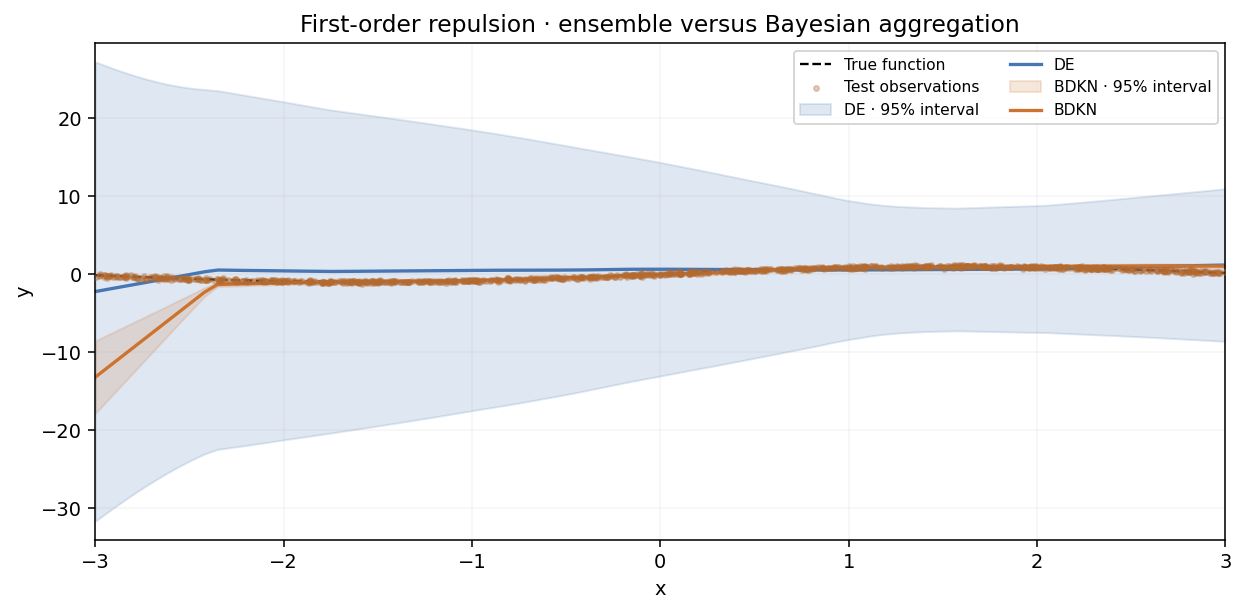 First-order repulsion · ensemble versus Bayesian aggregation
True function
Test observations
DE · 95% interval
DE
BDKN · 95% interval
BDKN
20
10
0
−10
−20
−30
y
−3
−2
−1
0
1
2
3
x